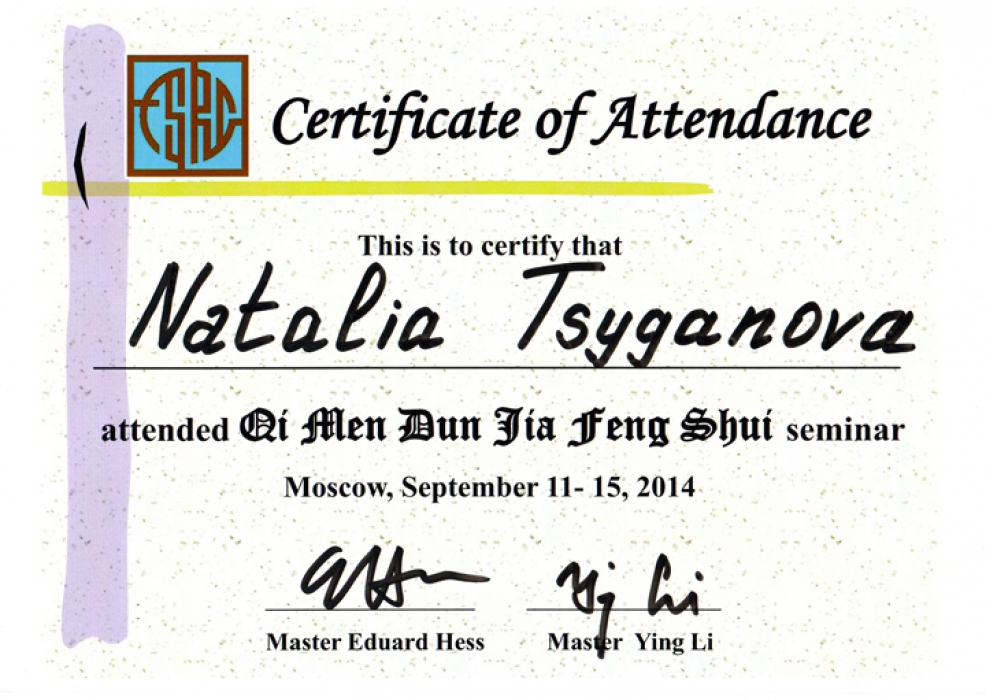 FSRC
Certificate of Attendance
This is to certify that
Natalia Tsyganova
attended Qi Men Dun Jia Feng Shui seminar
Moscow, September 11- 15, 2014
Master Eduard Hess Master Ying Li